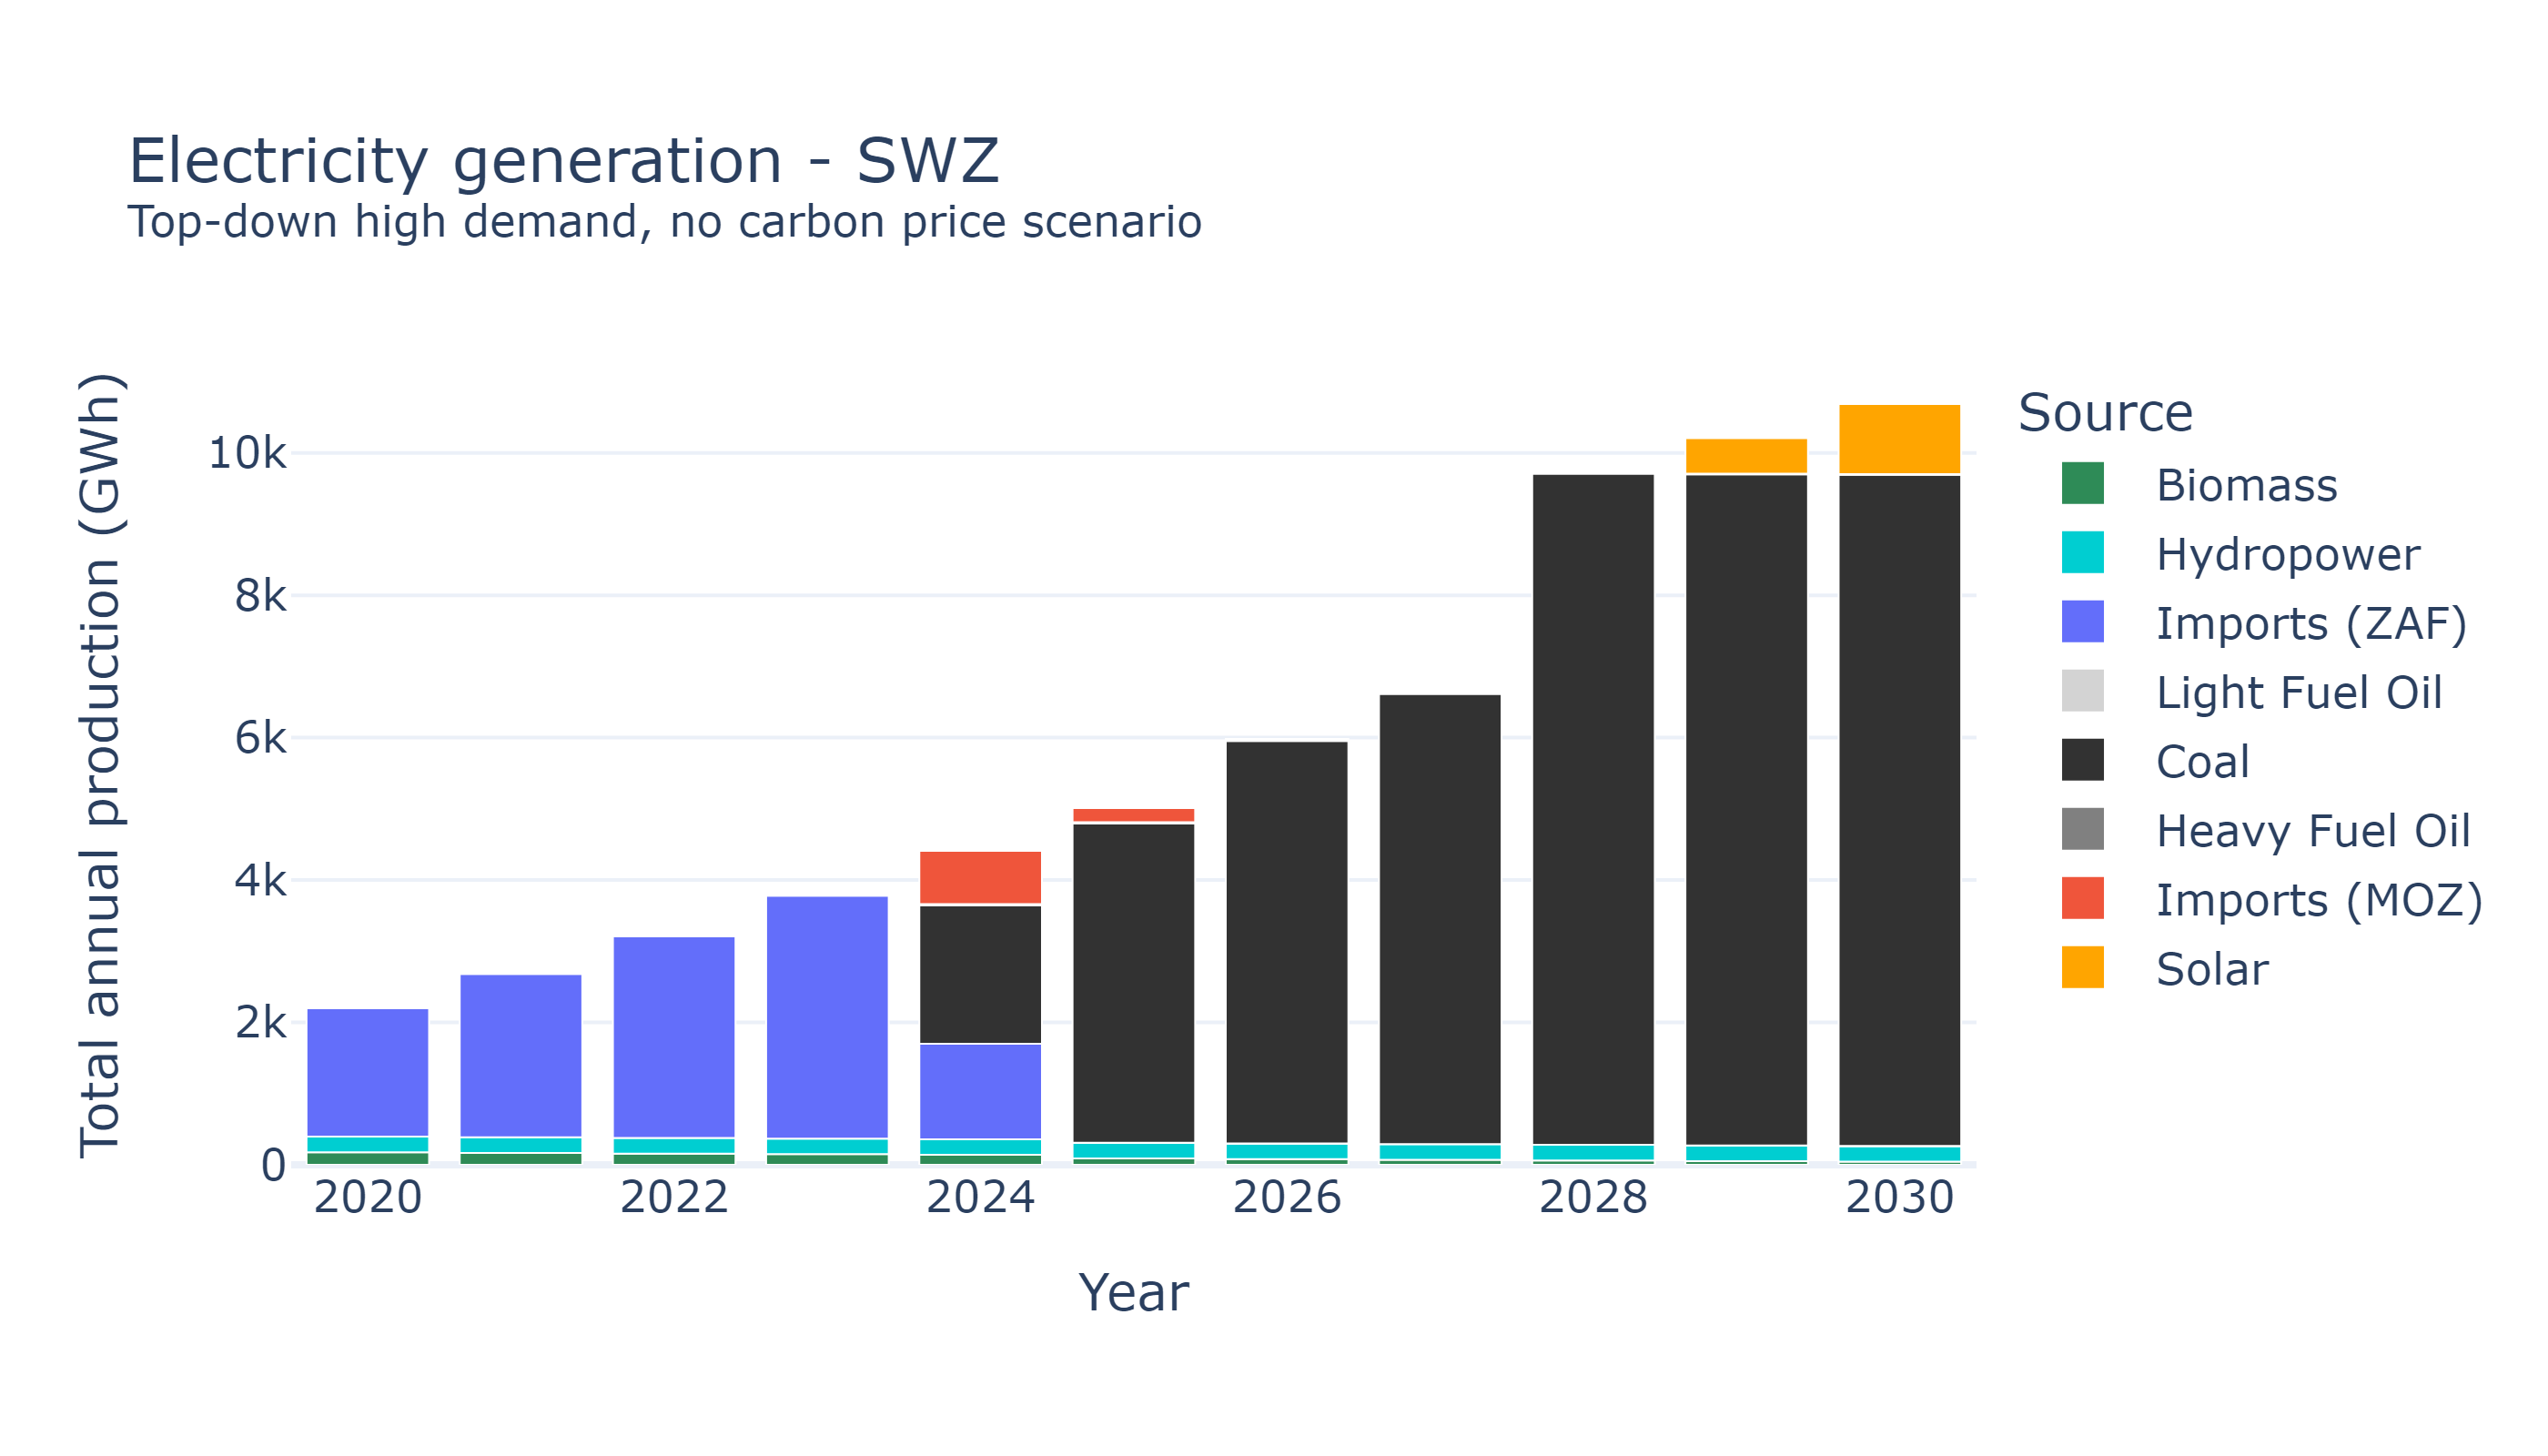 Electricity generation - SWZ
Top-down high demand, no carbon price scenario
Total annual production (GWh)
10k
8k
6k
4k
2k
0
2020
2022
2024
2026
2028
2030
Year
Source
Biomass
Hydropower
Imports (ZAF)
Light Fuel Oil
Coal
Heavy Fuel Oil
Imports (MOZ)
Solar